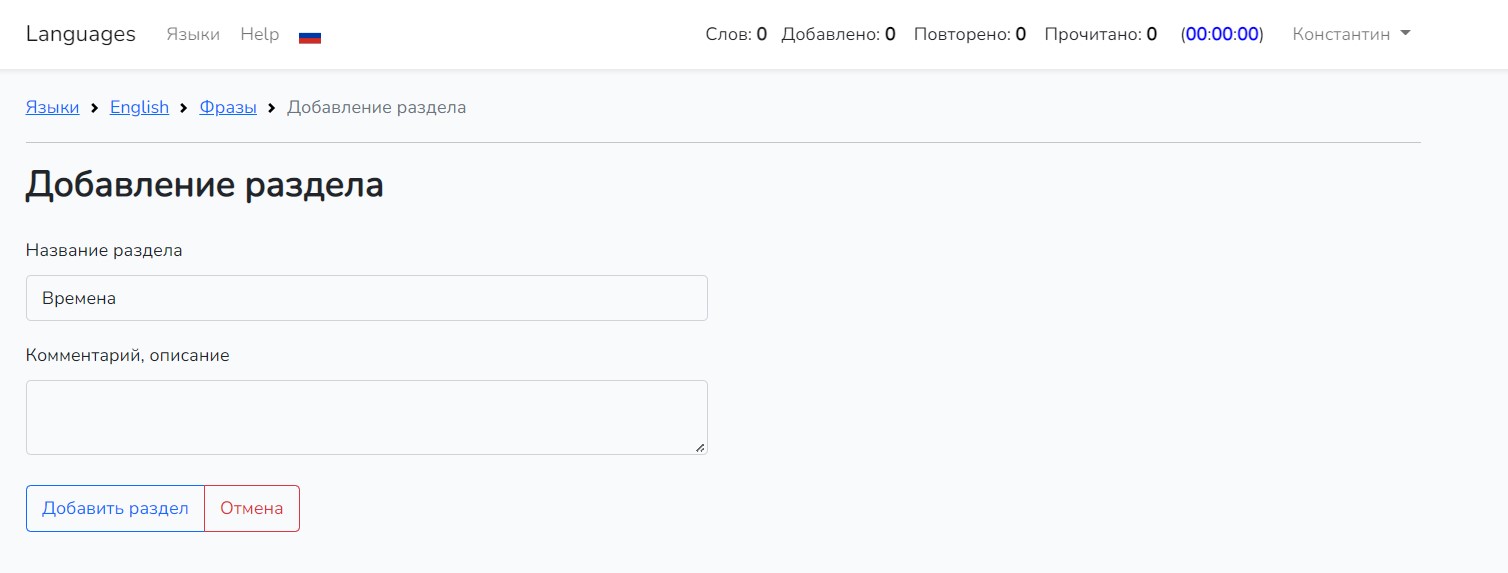 Languages Языки Help Слов: 0 Добавлено: 0 Повторено: 0 Прочитано: 0 (00:00:00) Константин
Языки > English > Фразы > Добавление раздела
Добавление раздела
Название раздела
Времена
Комментарий, описание
Добавить раздел Отмена